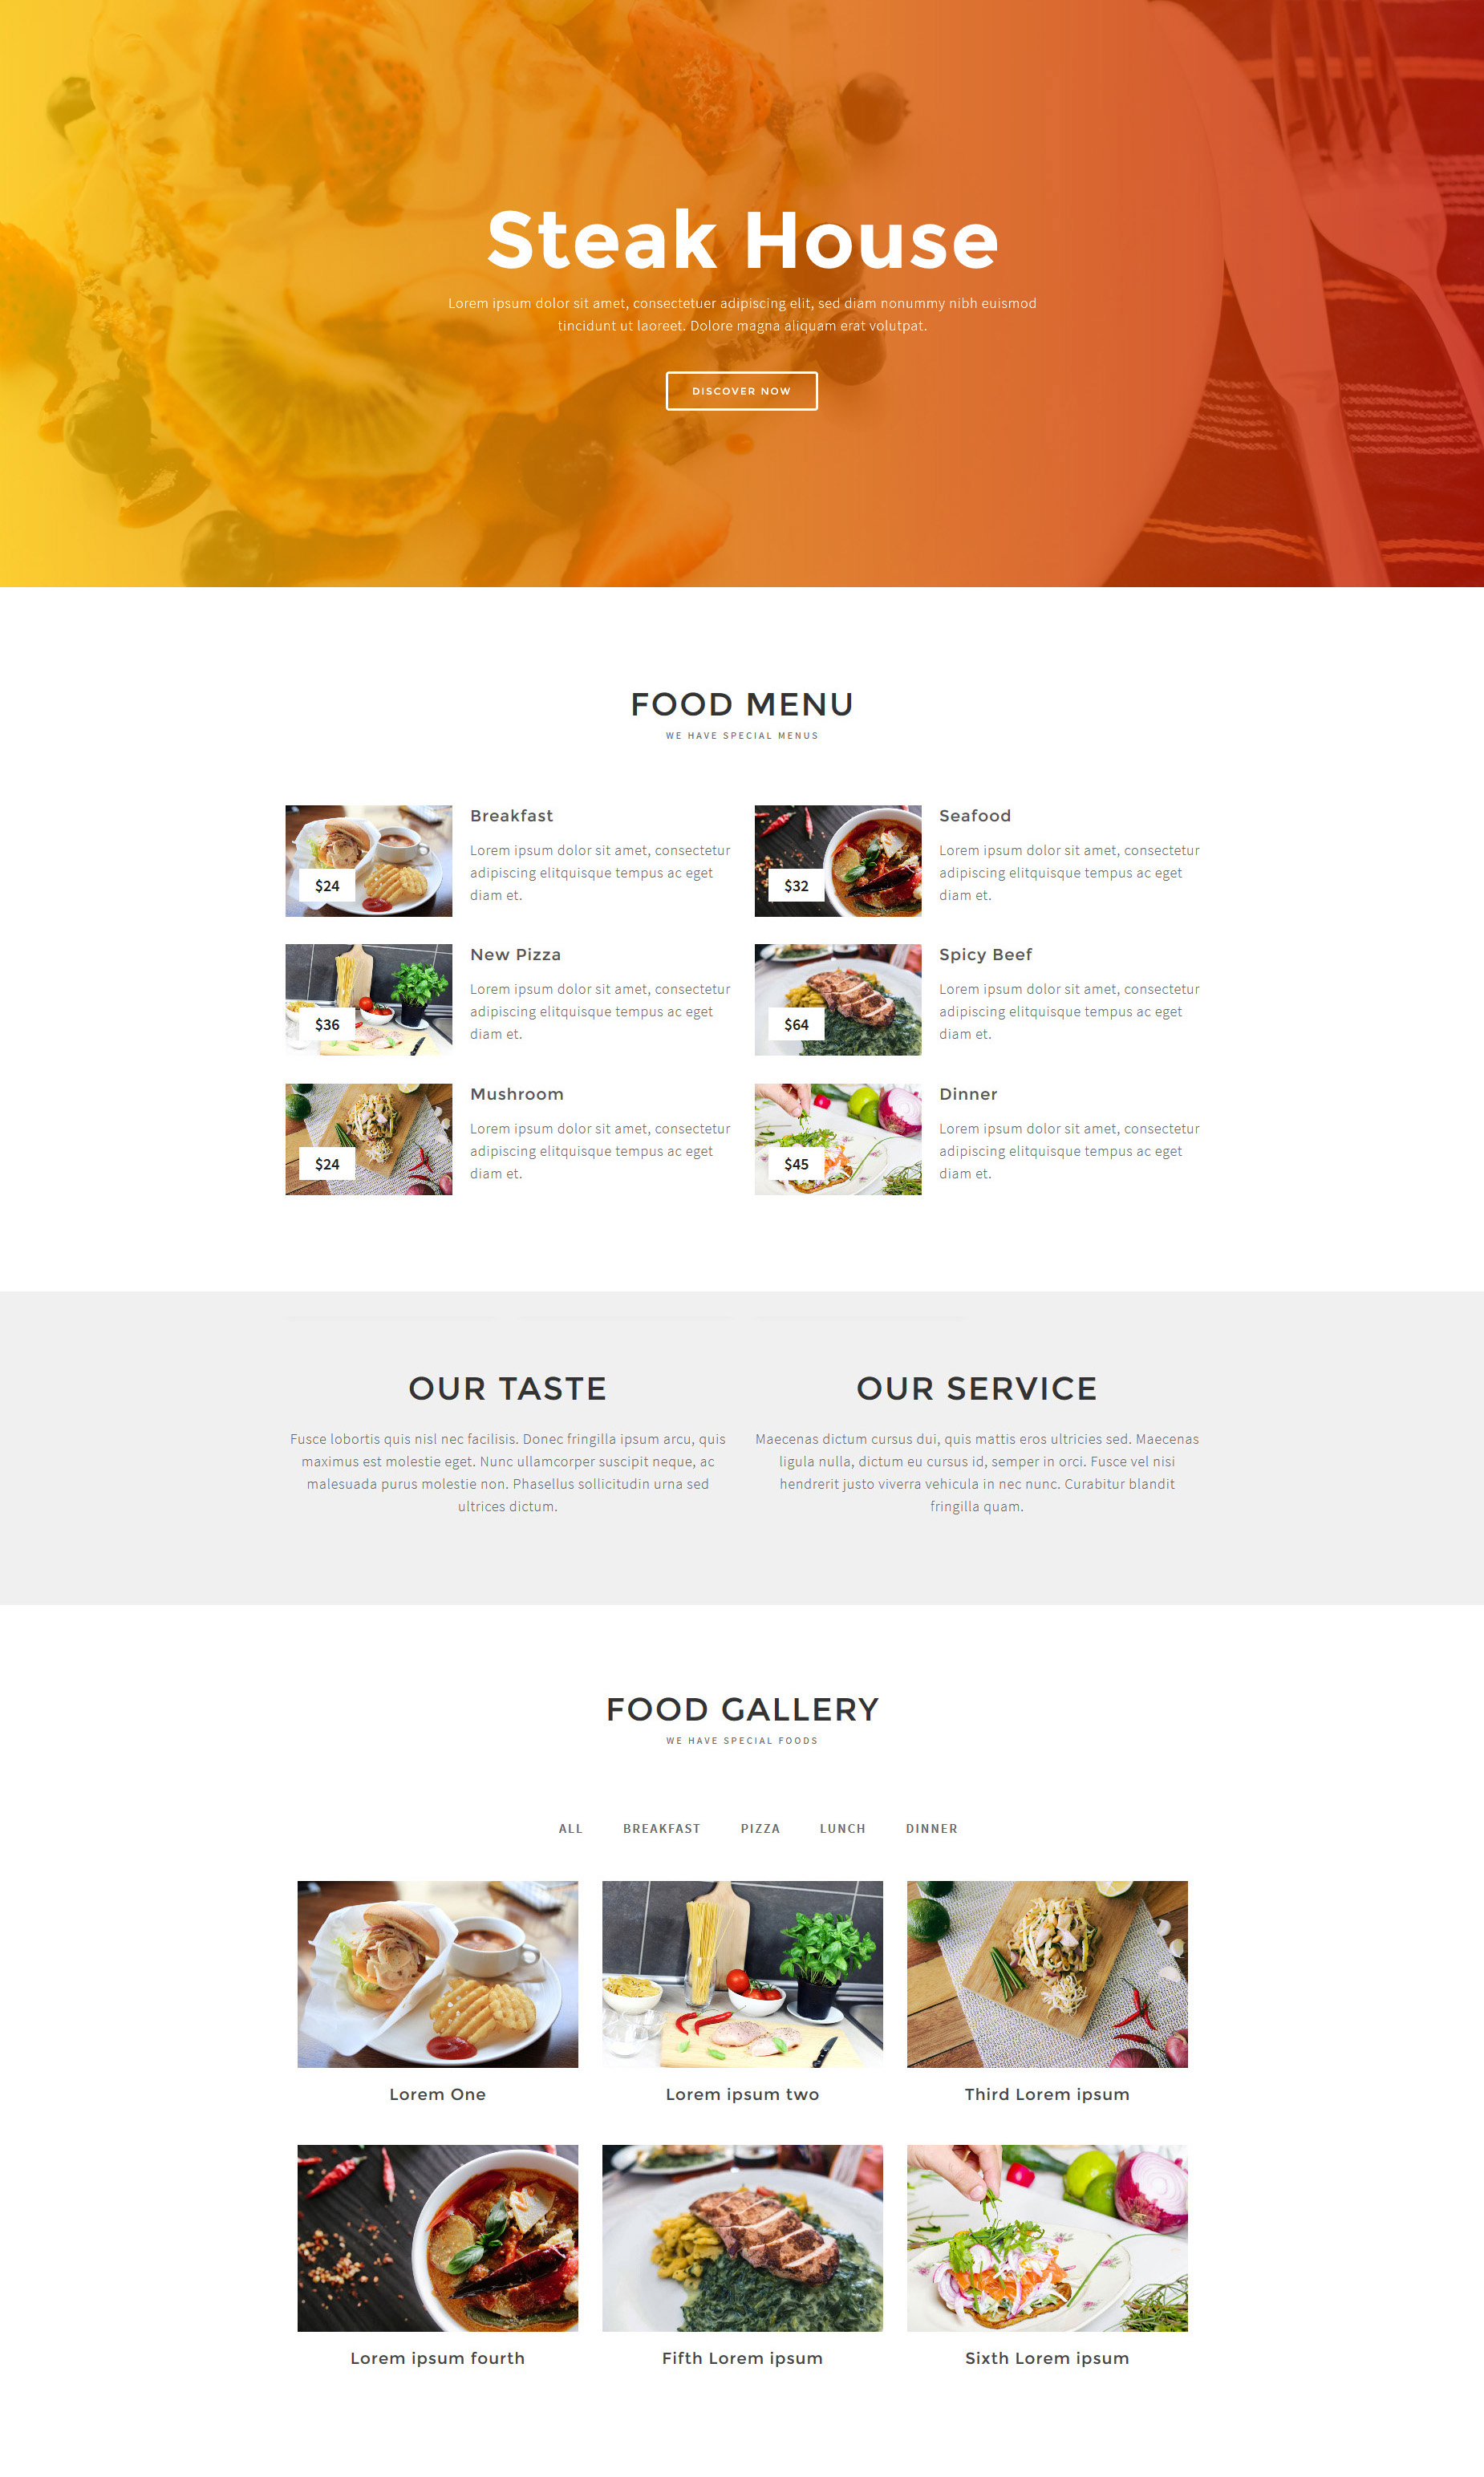 Steak House
Lorem ipsum dolor sit amet, consectetuer adipiscing elit, sed diam nonummy nibh euismod
tincidunt ut laoreet. Dolore magna aliquam erat volutpat.
DISCOVER NOW
FOOD MENU
WE HAVE SPECIAL MENUS
$24
Breakfast
Lorem ipsum dolor sit amet, consectetur
adipiscing elitquisque tempus ac eget
diam et.
$32
Seafood
Lorem ipsum dolor sit amet, consectetur
adipiscing elitquisque tempus ac eget
diam et.
$36
New Pizza
Lorem ipsum dolor sit amet, consectetur
adipiscing elitquisque tempus ac eget
diam et.
$64
Spicy Beef
Lorem ipsum dolor sit amet, consectetur
adipiscing elitquisque tempus ac eget
diam et.
$24
Mushroom
Lorem ipsum dolor sit amet, consectetur
adipiscing elitquisque tempus ac eget
diam et.
$45
Dinner
Lorem ipsum dolor sit amet, consectetur
adipiscing elitquisque tempus ac eget
diam et.
OUR TASTE
Fusce lobortis quis nisl nec facilisis. Donec fringilla ipsum arcu, quis
maximus est molestie eget. Nunc ullamcorper suscipit neque, ac
malesuada purus molestie non. Phasellus sollicitudin urna sed
ultrices dictum.
OUR SERVICE
Maecenas dictum cursus dui, quis mattis eros ultricies sed. Maecenas
ligula nulla, dictum eu cursus id, semper in orci. Fusce vel nisi
hendrerit justo viverra vehicula in nec nunc. Curabitur blandit
fringilla quam.
FOOD GALLERY
WE HAVE SPECIAL FOODS
ALL BREAKFAST PIZZA LUNCH DINNER
Lorem One
Lorem ipsum two
Third Lorem ipsum
Lorem ipsum fourth
Fifth Lorem ipsum
Sixth Lorem ipsum